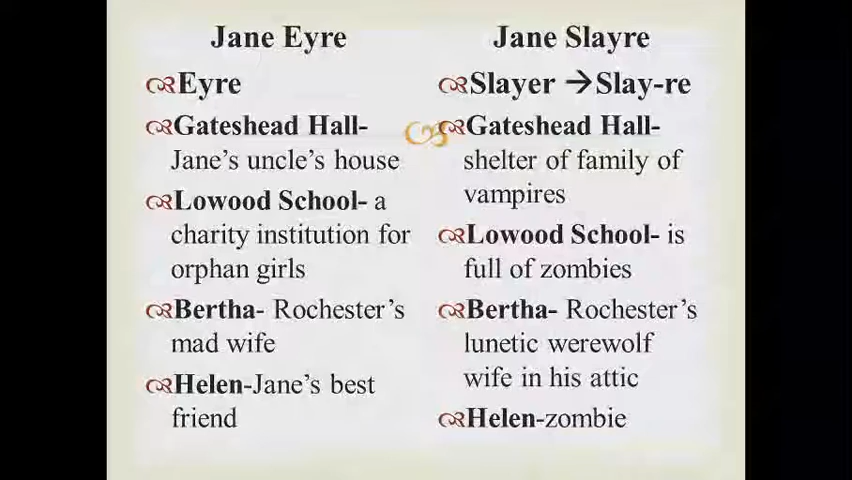 Jane Eyre
Eyre
Gateshead Hall-
Jane's uncle's house
Lowood School- a
charity institution for
orphan girls
Bertha- Rochester's
mad wife
Helen-Jane's best
friend
Jane Slayre
Slayer →Slay-re
Gateshead Hall-
shelter of family of
vampires
Lowood School- is
full of zombies
Bertha- Rochester's
lunetic werewolf
wife in his attic
Helen-zombie